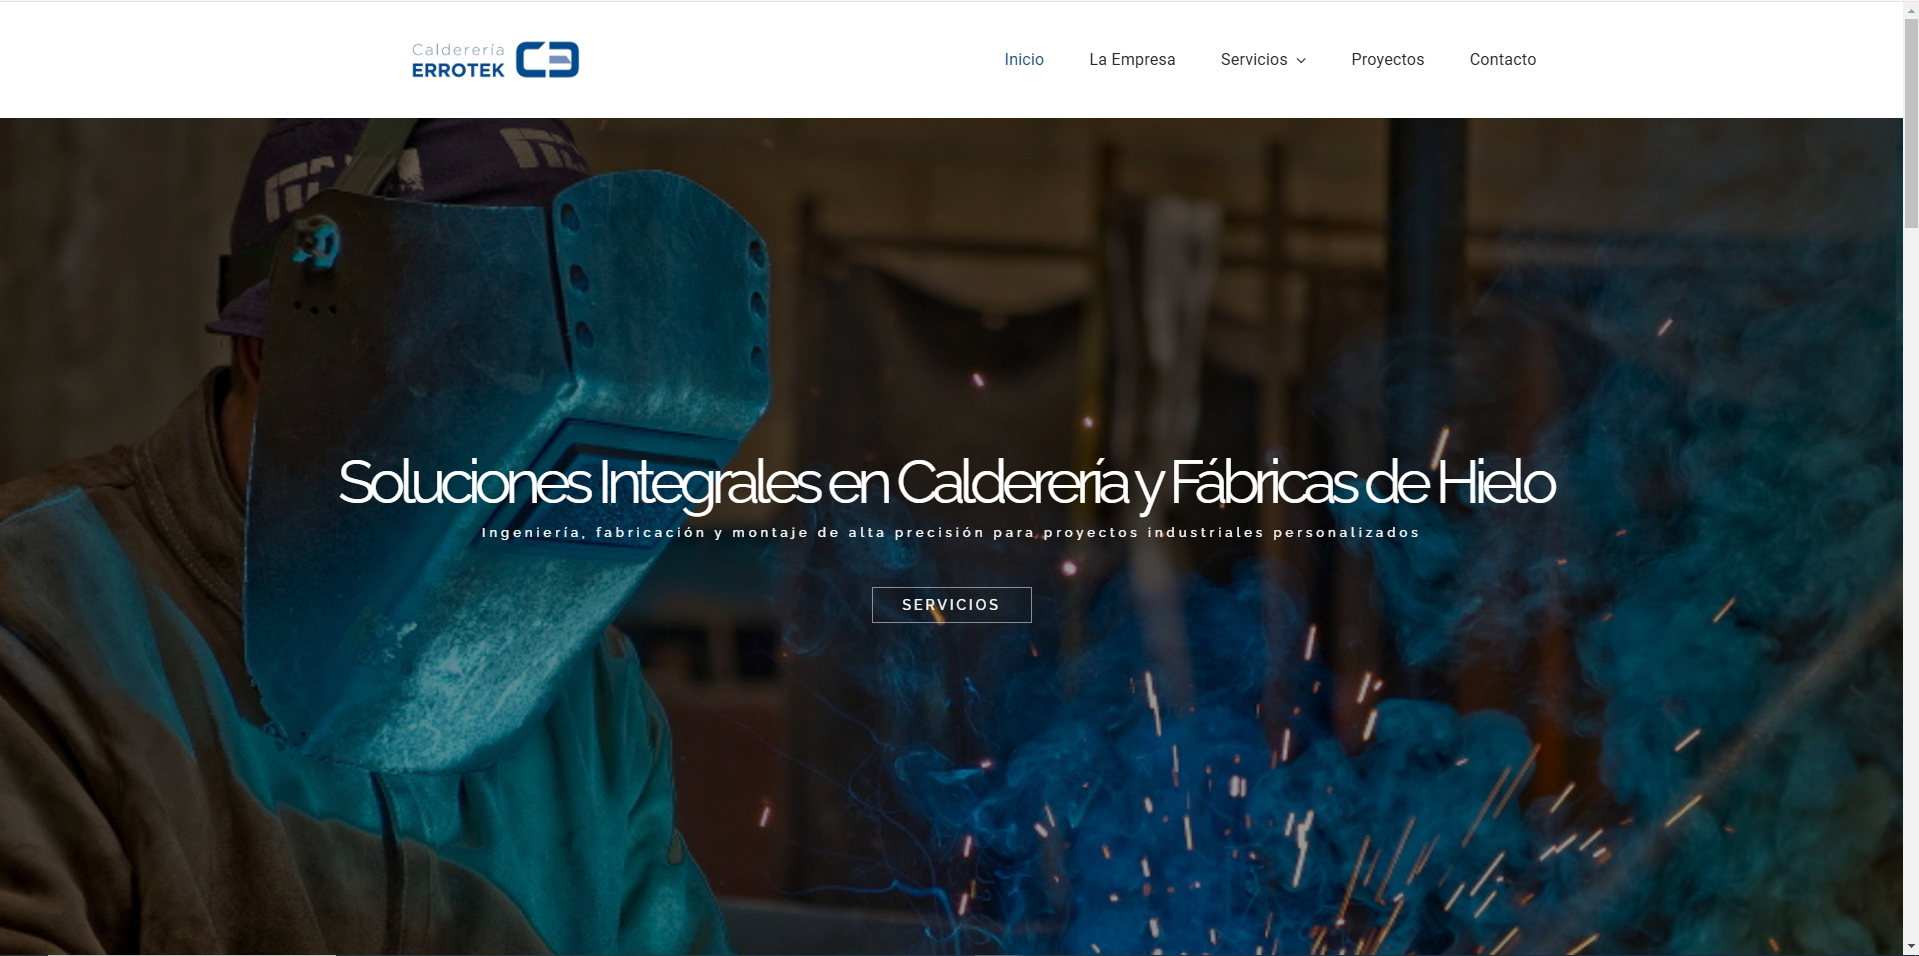 Calderería
ERROTEK
Inicio La Empresa Servicios Proyectos Contacto
Soluciones Integrales en Calderería y Fábricas de Hielo
Ingeniería, fabricación y montaje de alta precisión para proyectos industriales personalizados
SERVICIOS